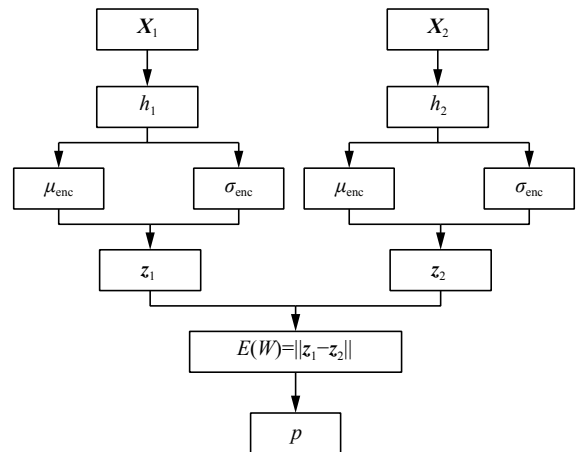 X₁ X₂
h₁ h₂
μenc σenc μenc σenc
z₁ z₂
E(W)=||z₁−z₂||
p